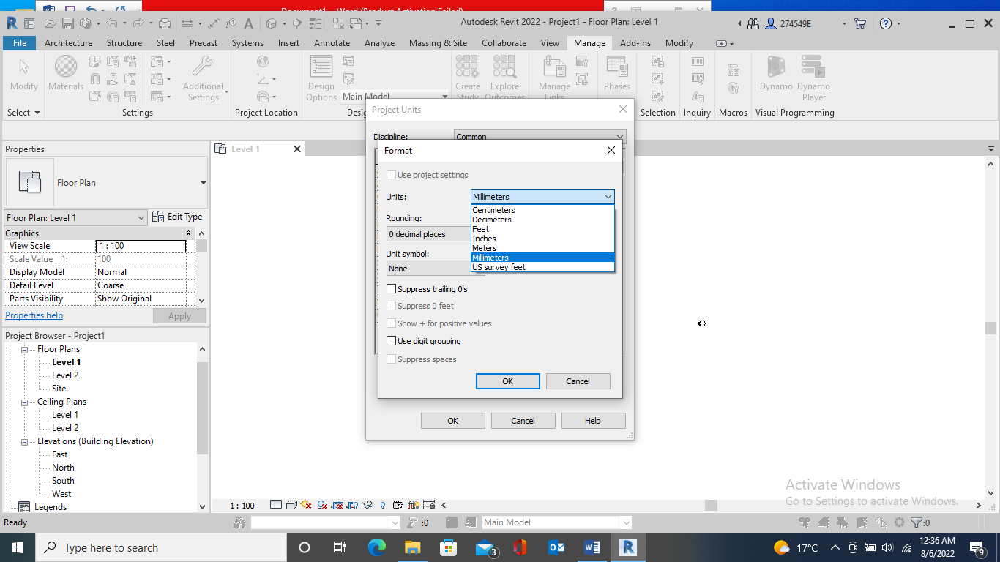 Document1 - Word (Product Activation Failed)
Autodesk Revit 2022 - Project1 - Floor Plan: Level 1
274549E
File Architecture Structure Steel Precast Systems Insert Annotate Analyze Massing & Site Collaborate View Manage Add-Ins Modify
Modify
Materials
Additional
Settings
Design
Options
Main Model
Create
Study
Explore
Outcomes
Manage
Links
Phases
Dynamo
Dynamo
Player
Select
Settings
Project Location
Selection
Inquiry
Macros
Visual Programming
Project Units
Discipline:
Common
Format
Use project settings
Units:
Millimeters
Centimeters
Decimeters
Feet
Inches
Meters
Millimeters
US survey feet
Rounding:
0 decimal places
Unit symbol:
None
Suppress trailing 0's
Suppress 0 feet
Show + for positive values
Use digit grouping
Suppress spaces
OK Cancel
OK Cancel Help
Properties
Level 1
Floor Plan
Floor Plan: Level 1
Edit Type
Graphics
View Scale 1 : 100
Scale Value 1: 100
Display Model Normal
Detail Level Coarse
Parts Visibility Show Original
Properties help
Apply
Project Browser - Project1
Floor Plans
Level 1
Level 2
Site
Ceiling Plans
Level 1
Level 2
Elevations (Building Elevation)
East
North
South
West
Legends
1 : 100
Activate Windows
Go to Settings to activate Windows.
Ready
:0
Main Model
:0
Type here to search
3
17°C
12:36 AM
8/6/2022
9